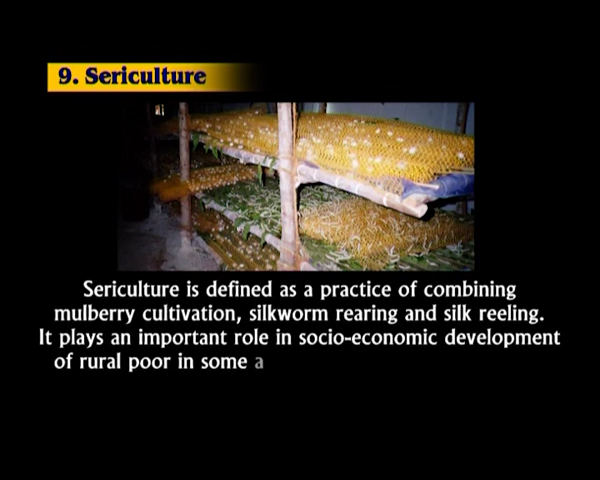 9. Sericulture
Sericulture is defined as a practice of combining
mulberry cultivation, silkworm rearing and silk reeling.
It plays an important role in socio-economic development
of rural poor in some a